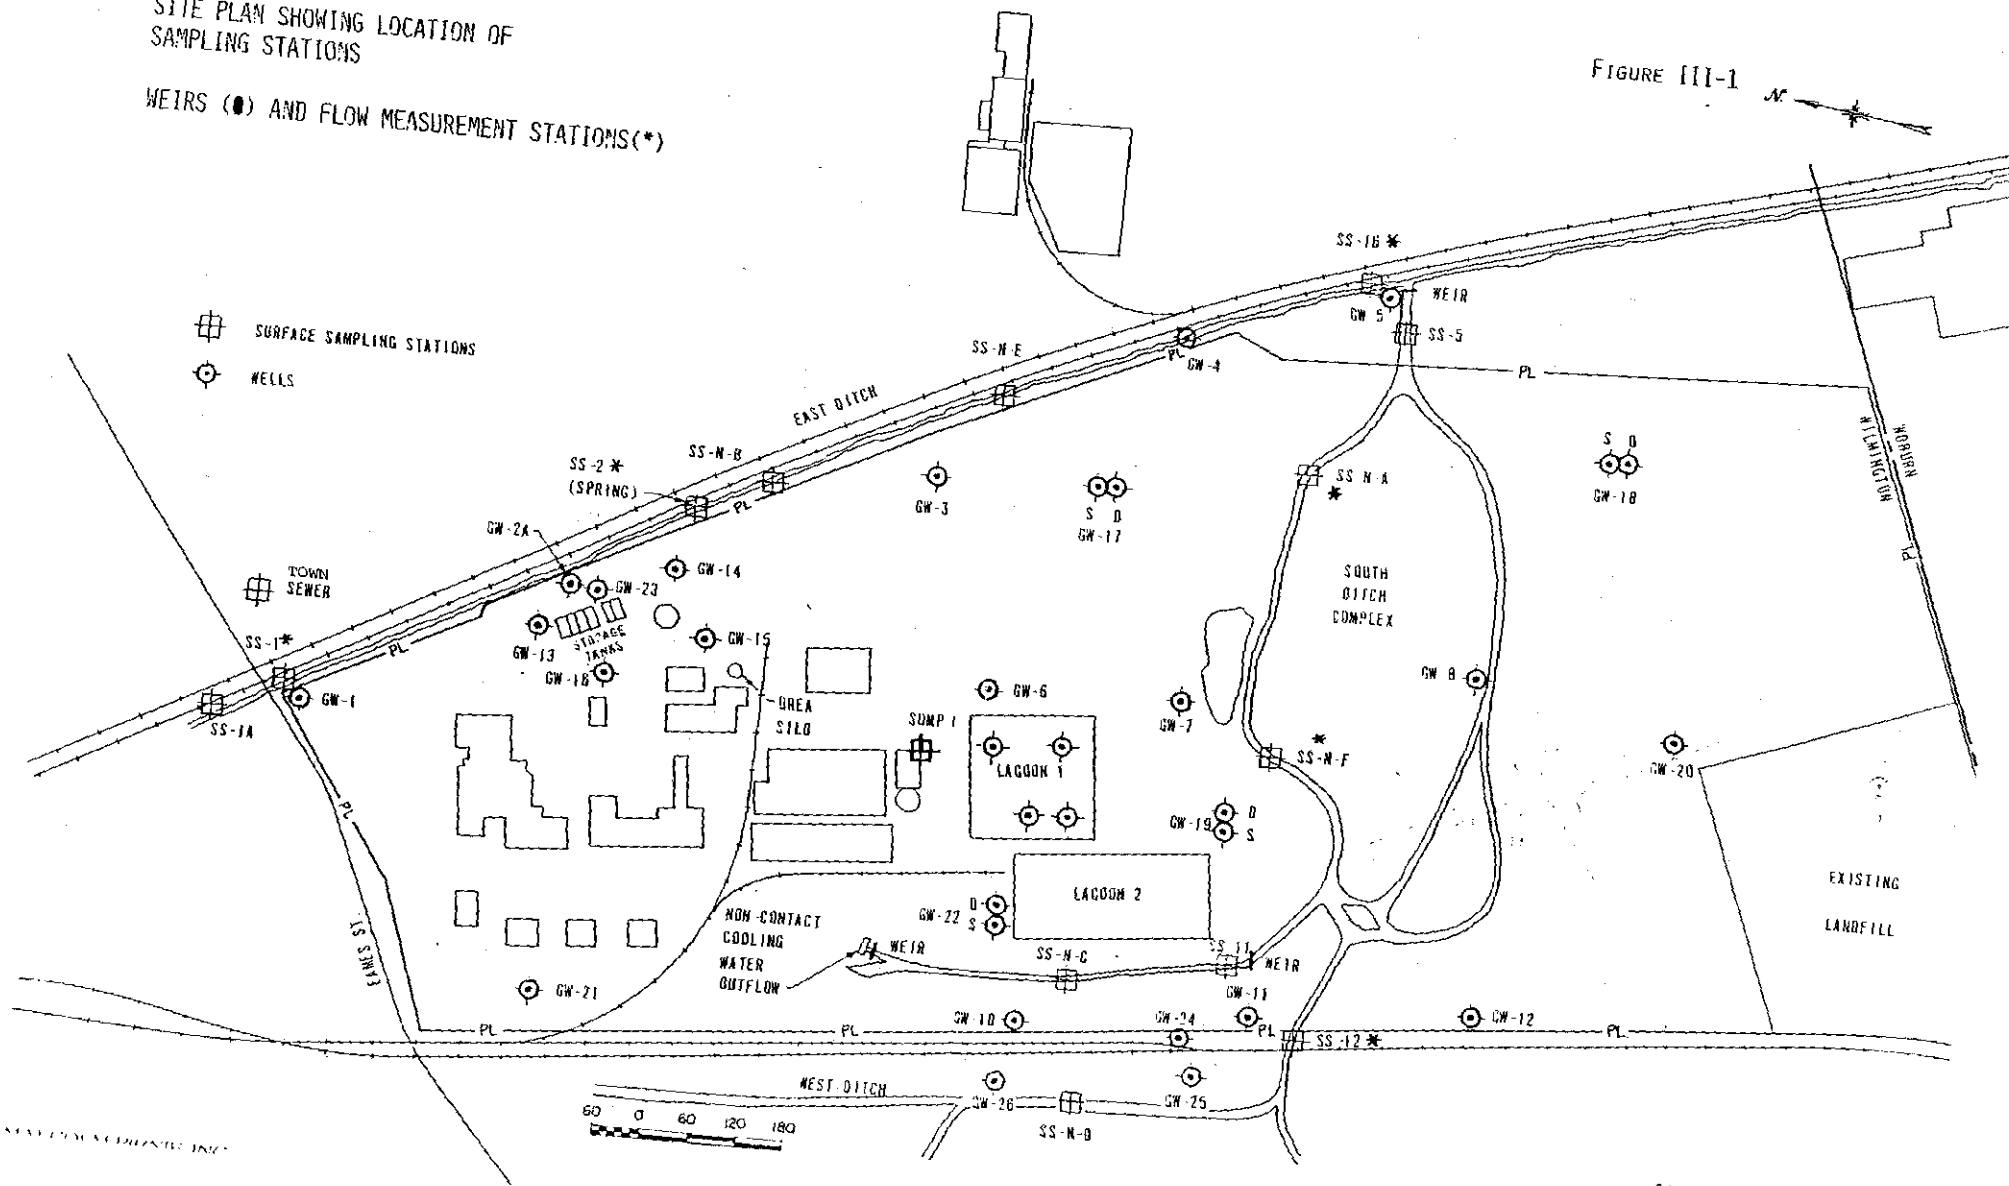 SITE PLAN SHOWING LOCATION OF
SAMPLING STATIONS
WEIRS (●) AND FLOW MEASUREMENT STATIONS(*)
FIGURE III-1
N
SURFACE SAMPLING STATIONS
WELLS
SS-16 *
WEIR
GW 5
SS-5
SS-N-E
PL
GW-4
PL
EAST DITCH
SS-N-B
SS-2 *
(SPRING)
PL
GW-2A
GW-3
S D
GW-17
SS N-A
*
S D
GW-18
WOBURN
WILMINGTON
PL
TOWN
SEWER
GW-14
GW-23
SOUTH
DITCH
COMPLEX
SS-1*
PL
GW-13
STORAGE
TANKS
GW-15
GW-16
GW-1
SS-1A
UREA
SILO
GW-6
GW-7
GW 8
SUMP 1
LAGOON 1
*
SS-N-F
GW-20
PL
GW-19
D
S
EXISTING
LANDFILL
LAGOON 2
D
GW-22
S
NON-CONTACT
COOLING
WATER
OUTFLOW
WEIR
SS-N-C
SS 11
WEIR
EAMES ST.
GW-21
GW-11
PL
PL
GW-10
GW-24
PL
SS-12 *
GW-12
PL
WEST DITCH
GW-26
GW-25
60 0 60 120 180
SS-N-D